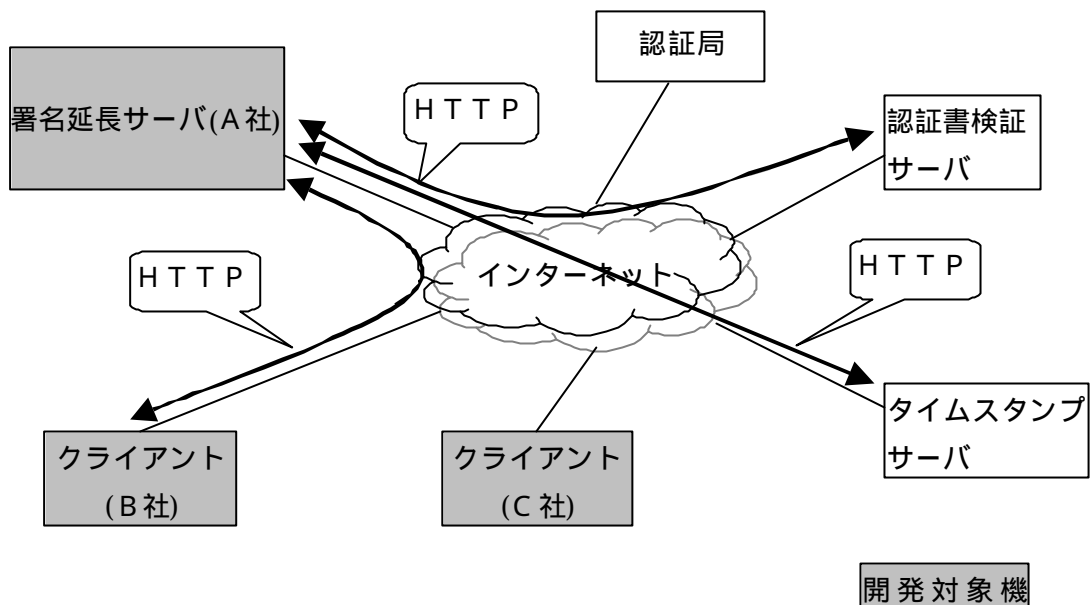 認証局
署名延長サーバ(A社)
HTTP
認証書検証
サーバ
インターネット
HTTP
HTTP
タイムスタンプ
サーバ
クライアント
(B社)
クライアント
(C社)
開発対象機